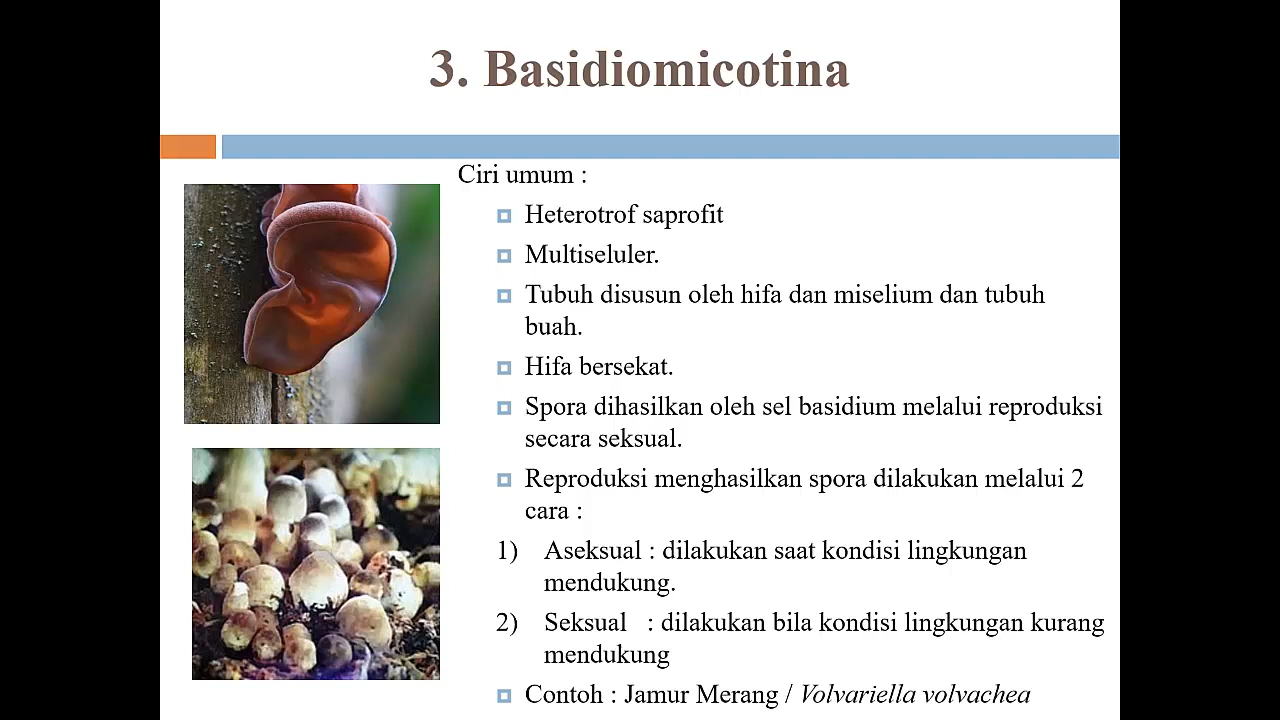 3. Basidiomicotina
Ciri umum :
Heterotrof saprofit
Multiseluler.
Tubuh disusun oleh hifa dan miselium dan tubuh
buah.
Hifa bersekat.
Spora dihasilkan oleh sel basidium melalui reproduksi
secara seksual.
Reproduksi menghasilkan spora dilakukan melalui 2
cara :
1) Aseksual : dilakukan saat kondisi lingkungan
mendukung.
2) Seksual : dilakukan bila kondisi lingkungan kurang
mendukung
Contoh : Jamur Merang / Volvariella volvachea